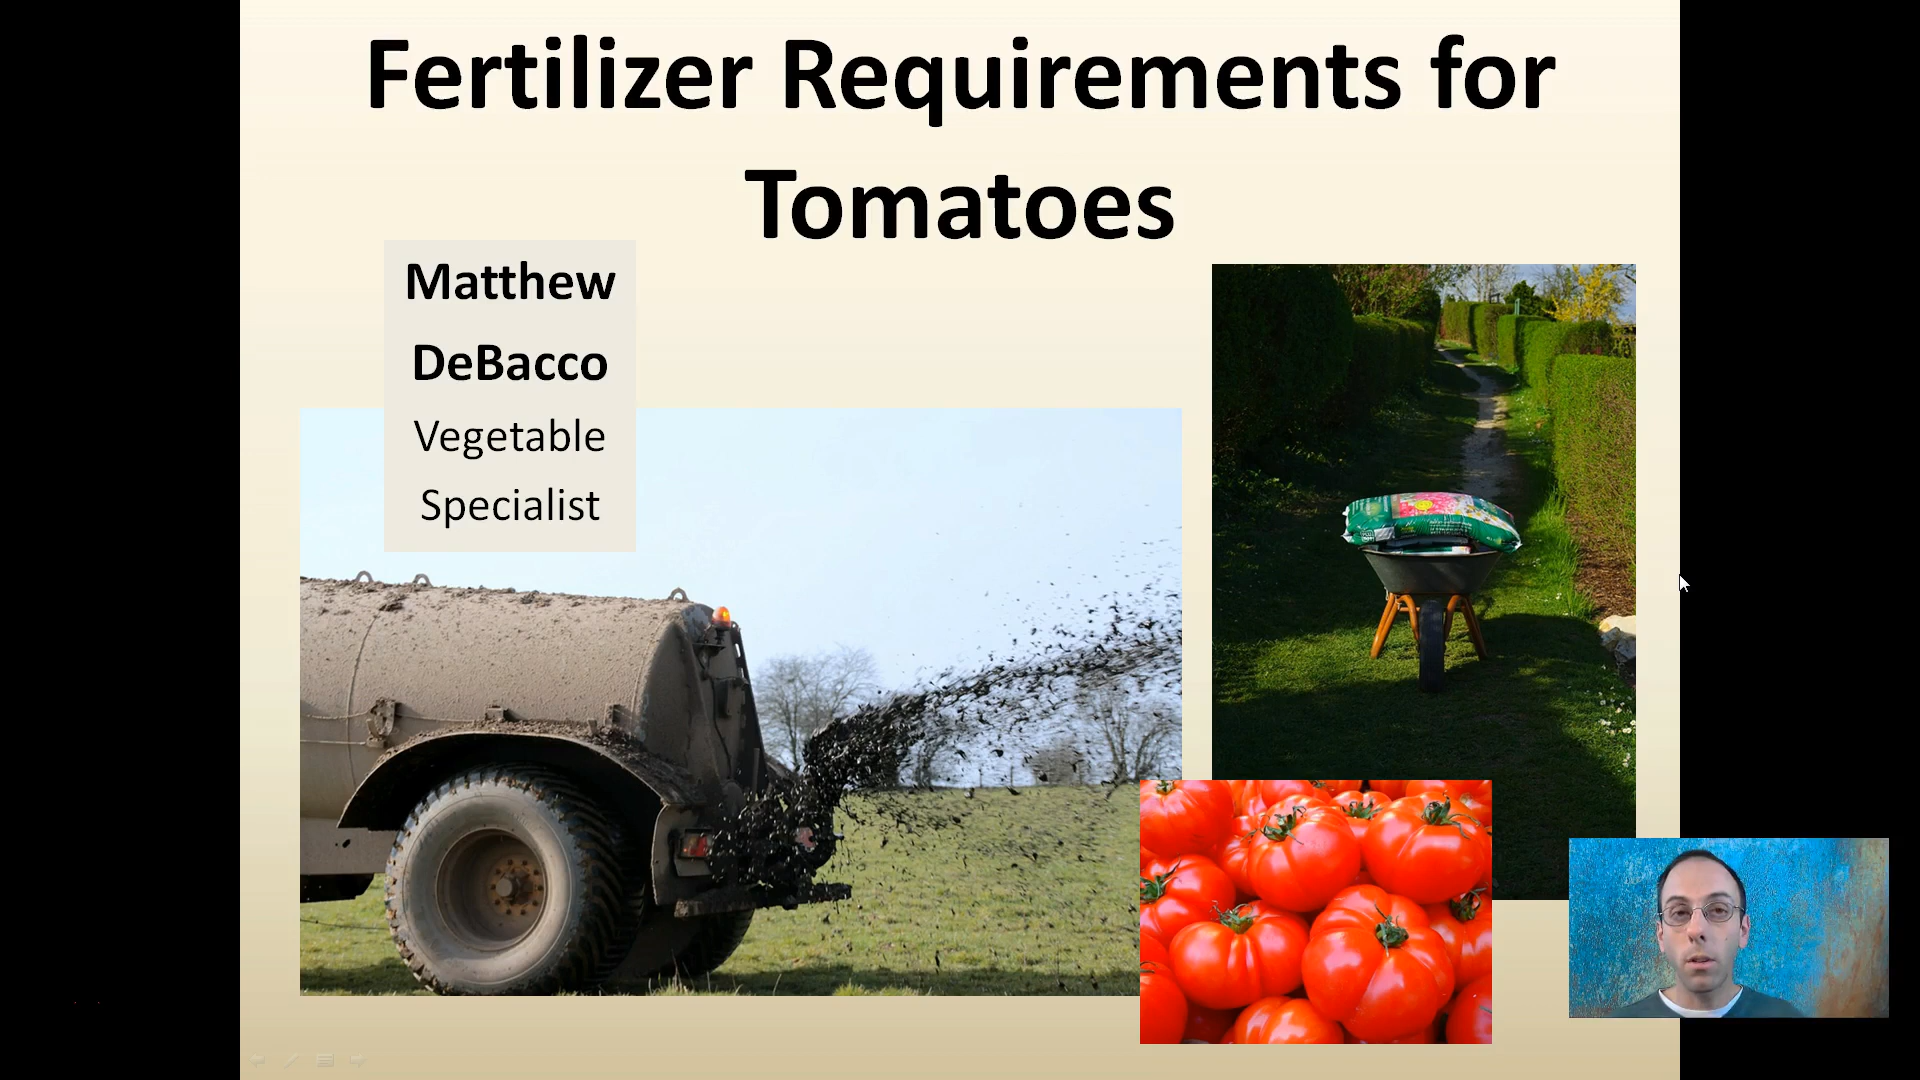 Fertilizer Requirements for
Tomatoes
Matthew
DeBacco
Vegetable
Specialist